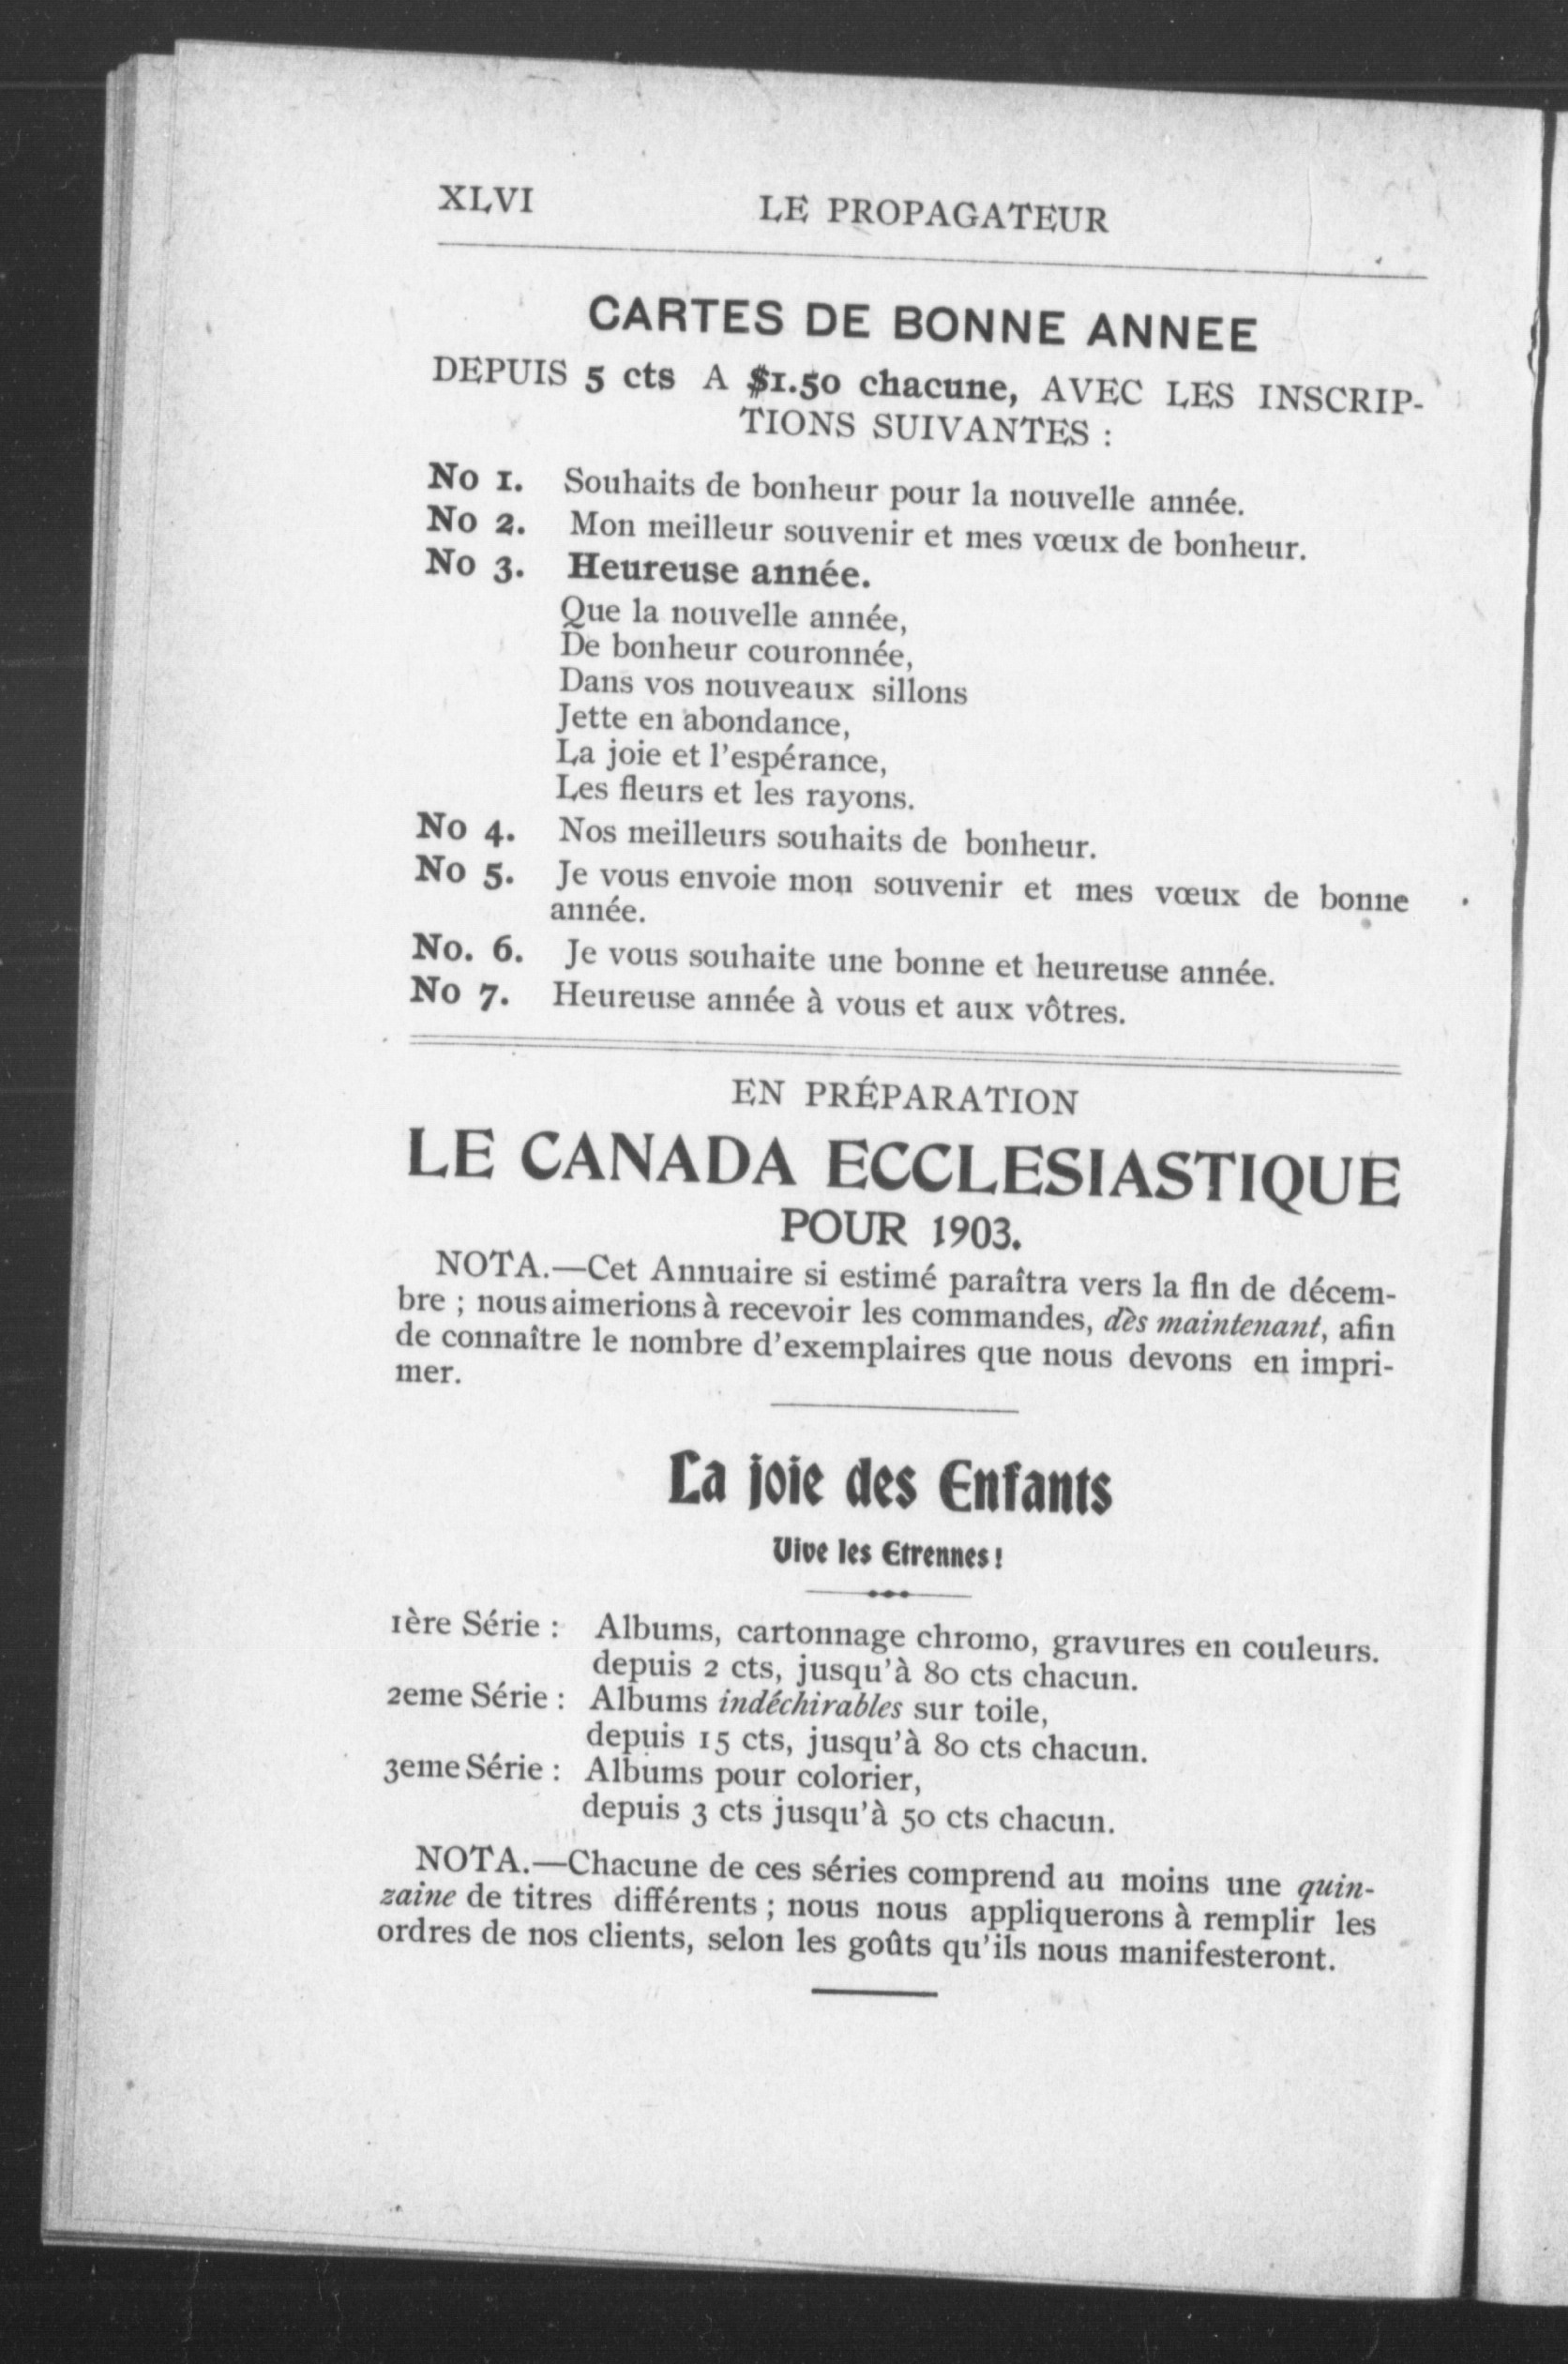 XLVI LE PROPAGATEUR
CARTES DE BONNE ANNEE
DEPUIS 5 cts A $1.50 chacune, AVEC LES INSCRIP-
TIONS SUIVANTES :
No 1. Souhaits de bonheur pour la nouvelle année.
No 2. Mon meilleur souvenir et mes vœux de bonheur.
No 3. Heureuse année.
Que la nouvelle année,
De bonheur couronnée,
Dans vos nouveaux sillons
Jette en abondance,
La joie et l'espérance,
Les fleurs et les rayons.
No 4. Nos meilleurs souhaits de bonheur.
No 5. Je vous envoie mon souvenir et mes vœux de bonne
année.
No. 6. Je vous souhaite une bonne et heureuse année.
No 7. Heureuse année à vous et aux vôtres.
EN PRÉPARATION
LE CANADA ECCLESIASTIQUE
POUR 1903.
NOTA.—Cet Annuaire si estimé paraîtra vers la fin de décem-
bre ; nous aimerions à recevoir les commandes, dès maintenant, afin
de connaître le nombre d'exemplaires que nous devons en impri-
mer.
La joie des Enfants
Vive les Etrennes !
1ère Série : Albums, cartonnage chromo, gravures en couleurs.
depuis 2 cts, jusqu'à 80 cts chacun.
2eme Série : Albums indéchirables sur toile,
depuis 15 cts, jusqu'à 80 cts chacun.
3eme Série : Albums pour colorier,
depuis 3 cts jusqu'à 50 cts chacun.
NOTA.—Chacune de ces séries comprend au moins une quin-
zaine de titres différents ; nous nous appliquerons à remplir les
ordres de nos clients, selon les goûts qu'ils nous manifesteront.